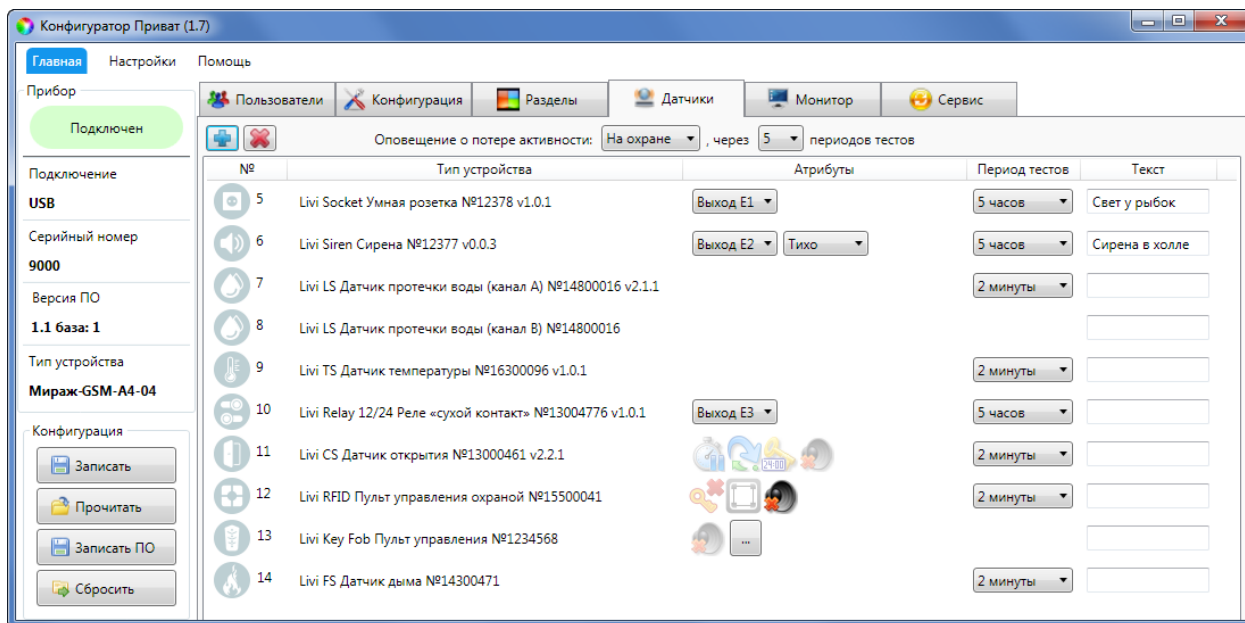 Конфигуратор Приват (1.7)
Главная Настройки Помощь
Прибор
Подключен
Подключение
USB
Серийный номер
9000
Версия ПО
1.1 база: 1
Тип устройства
Мираж-GSM-A4-04
Конфигурация
Записать
Прочитать
Записать ПО
Сбросить
Пользователи Конфигурация Разделы Датчики Монитор Сервис
Оповещение о потере активности: На охране , через 5 периодов тестов
№ Тип устройства Атрибуты Период тестов Текст
5 Livi Socket Умная розетка №12378 v1.0.1 Выход E1 5 часов Свет у рыбок
6 Livi Siren Сирена №12377 v0.0.3 Выход E2 Тихо 5 часов Сирена в холле
7 Livi LS Датчик протечки воды (канал A) №14800016 v2.1.1 2 минуты
8 Livi LS Датчик протечки воды (канал B) №14800016
9 Livi TS Датчик температуры №16300096 v1.0.1 2 минуты
10 Livi Relay 12/24 Реле «сухой контакт» №13004776 v1.0.1 Выход E3 5 часов
11 Livi CS Датчик открытия №13000461 v2.2.1 24:00 2 минуты
12 Livi RFID Пульт управления охраной №15500041 2 минуты
13 Livi Key Fob Пульт управления №1234568 ...
14 Livi FS Датчик дыма №14300471 2 минуты